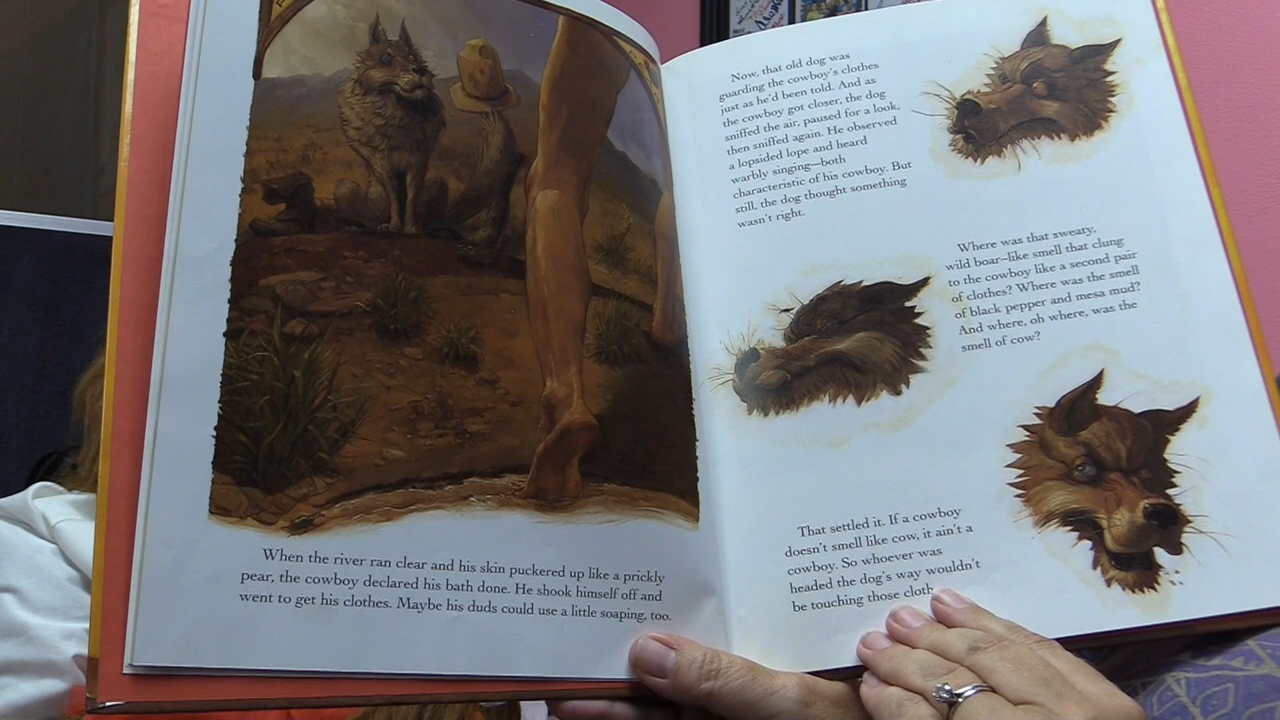 When the river ran clear and his skin puckered up like a prickly
pear, the cowboy declared his bath done. He shook himself off and
went to get his clothes. Maybe his duds could use a little soaping, too.
Now, that old dog was
guarding the cowboy's clothes
just as he'd been told. And as
the cowboy got closer, the dog
sniffed the air, paused for a look,
then sniffed again. He observed
a lopsided lope and heard
warbly singing—both
characteristic of his cowboy. But
still, the dog thought something
wasn't right.
Where was that sweaty,
wild boar–like smell that clung
to the cowboy like a second pair
of clothes? Where was the smell
of black pepper and mesa mud?
And where, oh where, was the
smell of cow?
That settled it. If a cowboy
doesn't smell like cow, it ain't a
cowboy. So whoever was
headed the dog's way wouldn't
be touching those cloth